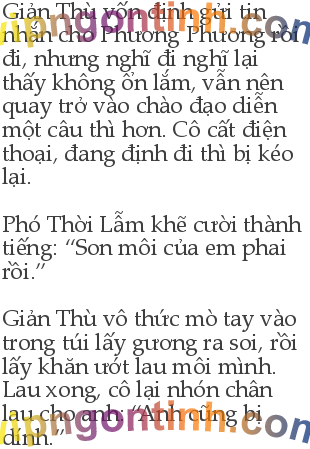 Giản Thù vốn định gửi tin
nhắn cho Phương Phương rồi
đi, nhưng nghĩ đi nghĩ lại
thấy không ổn lắm, vẫn nên
quay trở vào chào đạo diễn
một câu thì hơn. Cô cất điện
thoại, đang định đi thì bị kéo
lại.
Phó Thời Lẫm khẽ cười thành
tiếng: “Son môi của em phai
rồi.”
Giản Thù vô thức mò tay vào
trong túi lấy gương ra soi, rồi
lấy khăn ướt lau môi mình.
Lau xong, cô lại nhón chân
lau cho anh: “Anh cũng bị
dính.”
vipngontinh.com
vipngontinh.com